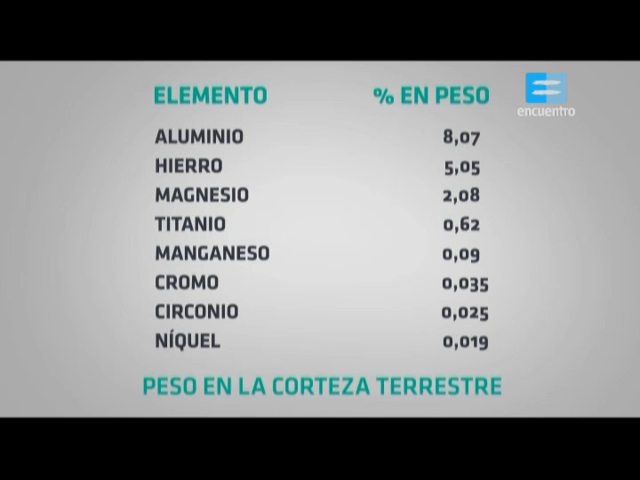 ELEMENTO % EN PESO
encuentro
ALUMINIO 8,07
HIERRO 5,05
MAGNESIO 2,08
TITANIO 0,62
MANGANESO 0,09
CROMO 0,035
CIRCONIO 0,025
NÍQUEL 0,019
PESO EN LA CORTEZA TERRESTRE